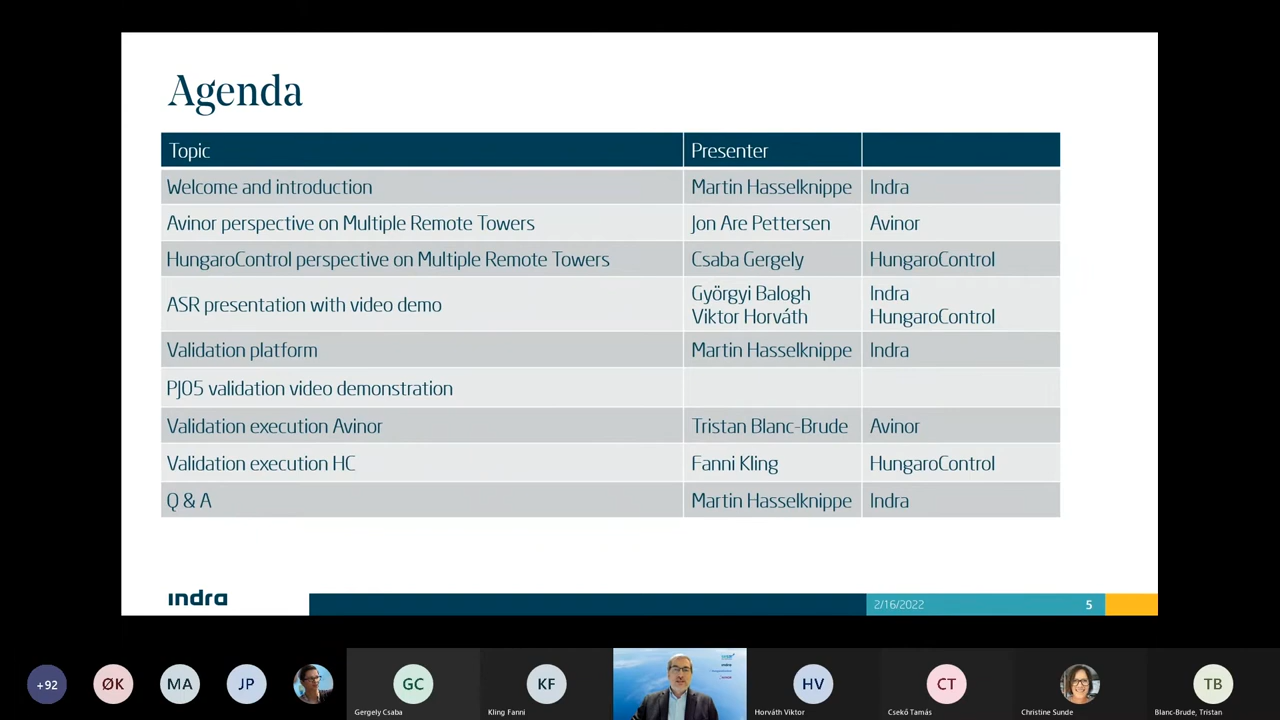 Agenda
Topic Presenter
Welcome and introduction Martin Hasselknippe Indra
Avinor perspective on Multiple Remote Towers Jon Are Pettersen Avinor
HungaroControl perspective on Multiple Remote Towers Csaba Gergely HungaroControl
ASR presentation with video demo Györgyi Balogh Indra
Viktor Horváth HungaroControl
Validation platform Martin Hasselknippe Indra
PJ05 validation video demonstration
Validation execution Avinor Tristan Blanc-Brude Avinor
Validation execution HC Fanni Kling HungaroControl
Q & A Martin Hasselknippe Indra
indra 2/16/2022 5
+92 ØK MA JP GC KF HV CT TB
Gergely Csaba Kling Fanni Horváth Viktor Csekő Tamás Christine Sunde Blanc-Brude, Tristan